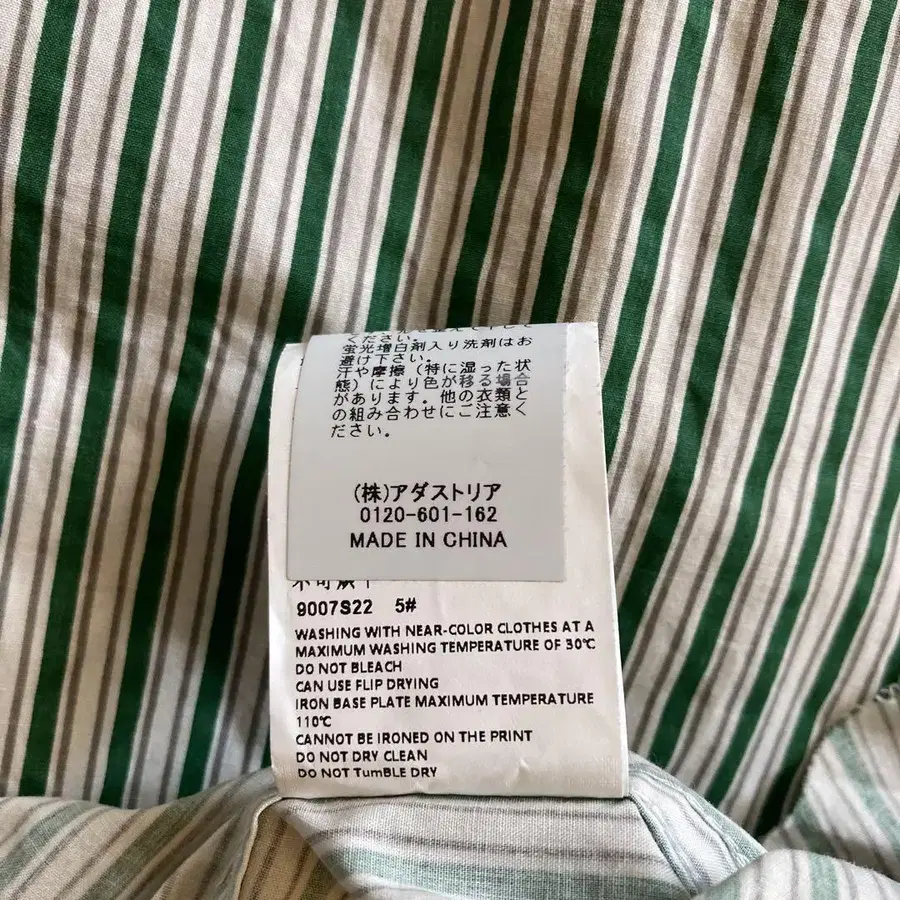 ください。
蛍光増白剤入り洗剤はお
避け下さい。
汗や摩擦（特に湿った状
態）により色が移る場合
があります。他の衣類と
の組み合わせにご注意く
ださい。
(株)アダストリア
0120-601-162
MADE IN CHINA
9007S22 5#
WASHING WITH NEAR-COLOR CLOTHES AT A
MAXIMUM WASHING TEMPERATURE OF 30℃
DO NOT BLEACH
CAN USE FLIP DRYING
IRON BASE PLATE MAXIMUM TEMPERATURE
110℃
CANNOT BE IRONED ON THE PRINT
DO NOT DRY CLEAN
DO NOT TumBLE DRY